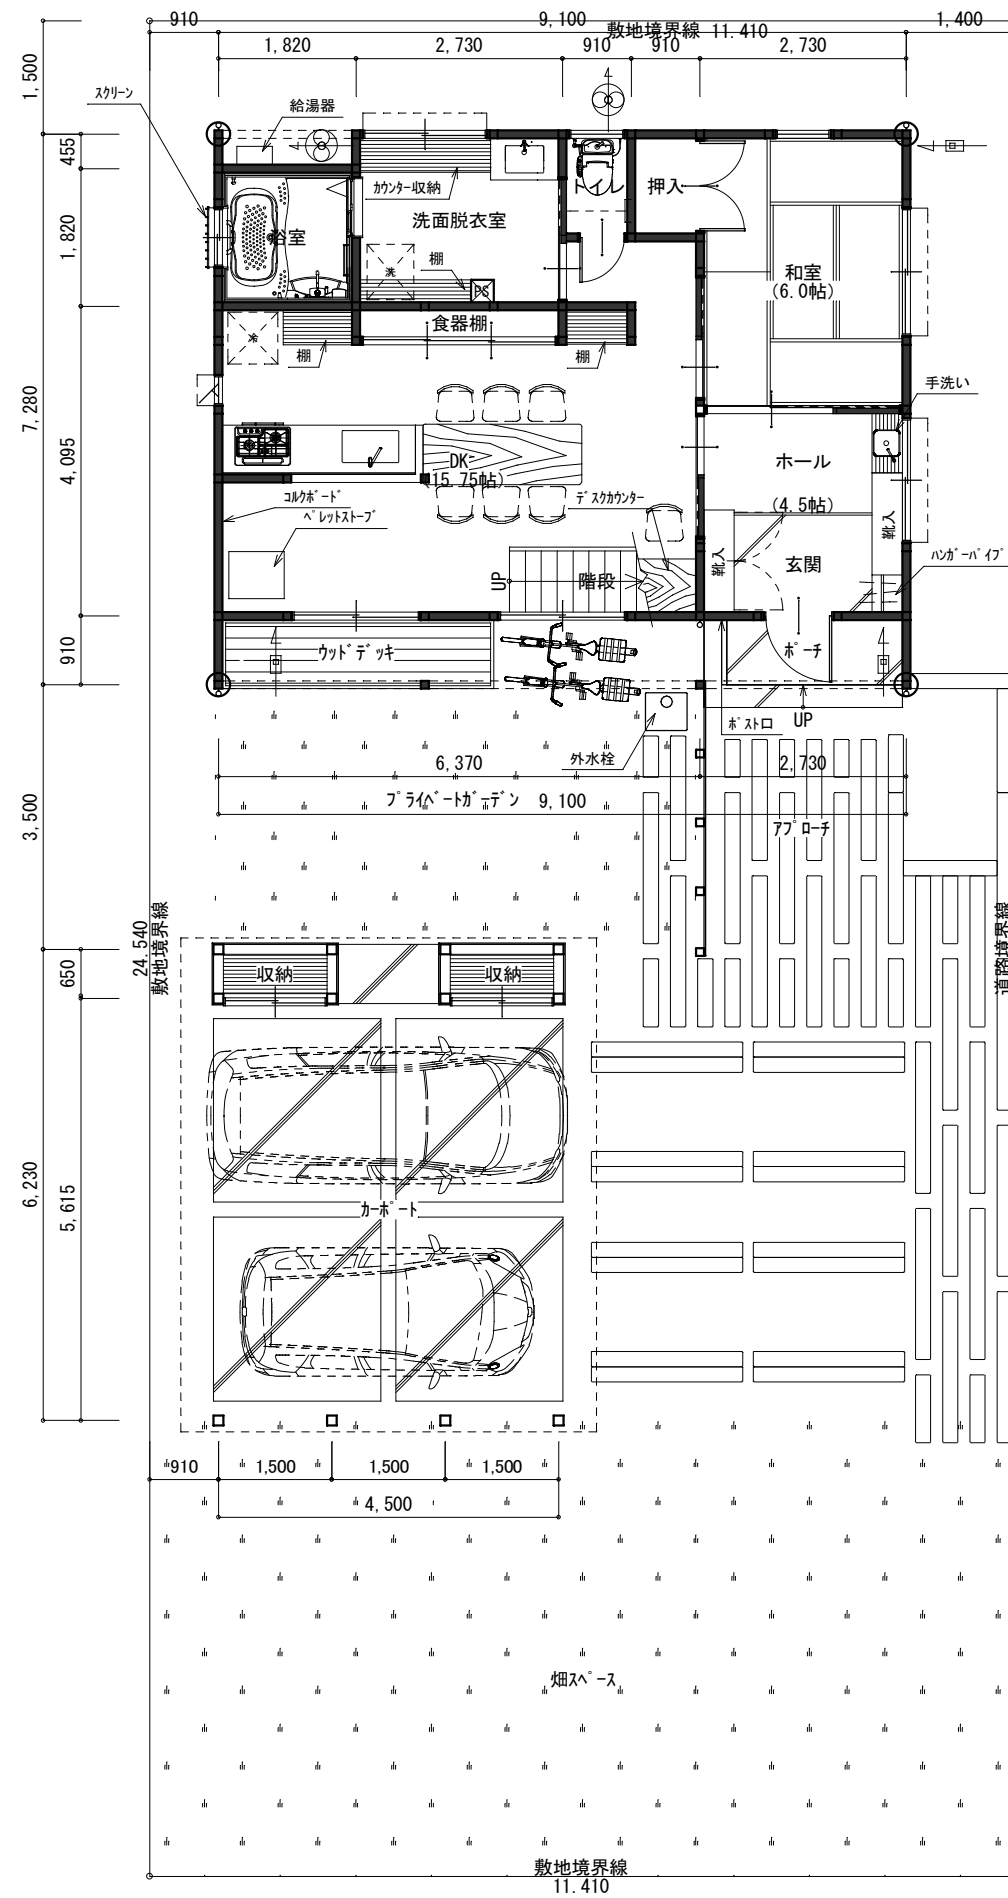 910
9,100
1,400
敷地境界線 11.410
1,820
2,730
910
910
2,730
1,500
スクリーン
給湯器
455
カウンター収納
トイレ
押入
洗面脱衣室
浴室
1,820
棚
洗
和室
(6.0帖)
PS
食器棚
冷
棚
棚
手洗い
7,280
4,095
DK
(15.75帖)
ホール
(4.5帖)
コルクボード
ペレットストーブ
デスクカウンター
靴入
靴入
玄関
ハンガーパイプ
UP
階段
910
ウッドデッキ
ポーチ
ポストロ
UP
外水栓
6,370
2,730
プライベートガーデン
9,100
アプローチ
3,500
24.540
敷地境界線
道路境界線
650
収納
収納
6,230
5,615
カーポート
910
1,500
1,500
1,500
4,500
畑スペース
敷地境界線
11.410